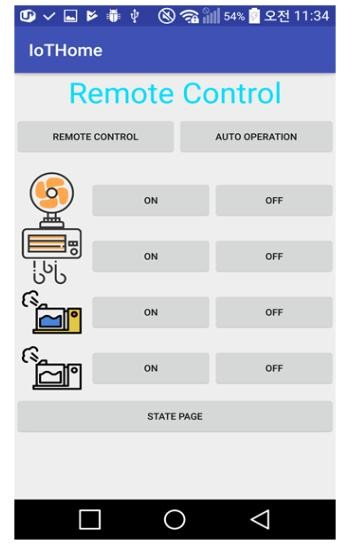 54% 오전 11:34
IoTHome
Remote Control
REMOTE CONTROL AUTO OPERATION
ON OFF
ON OFF
ON OFF
ON OFF
STATE PAGE